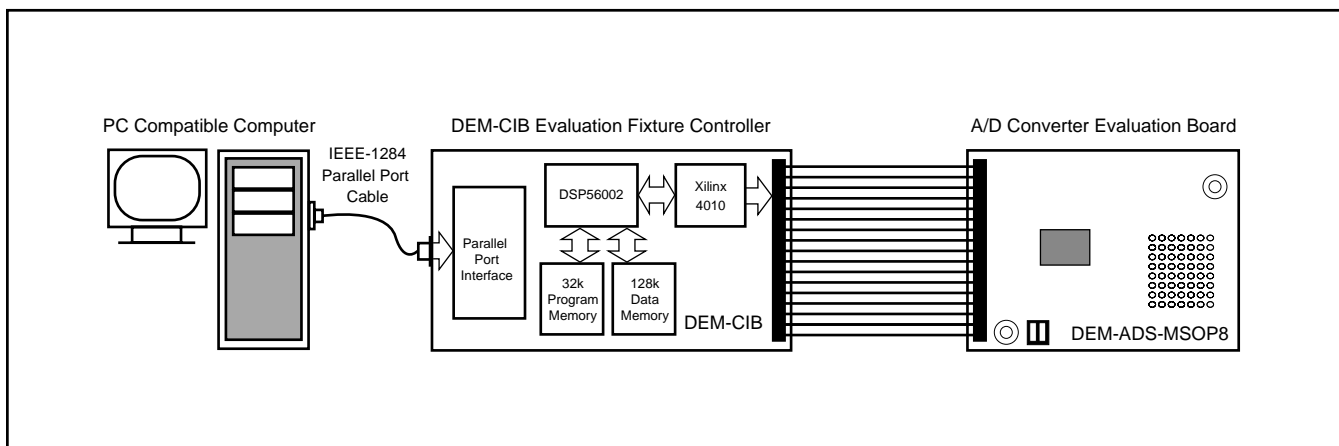 PC Compatible Computer
IEEE-1284
Parallel Port
Cable
DEM-CIB Evaluation Fixture Controller
Parallel
Port
Interface
DSP56002
Xilinx
4010
32k
Program
Memory
128k
Data
Memory
DEM-CIB
A/D Converter Evaluation Board
DEM-ADS-MSOP8